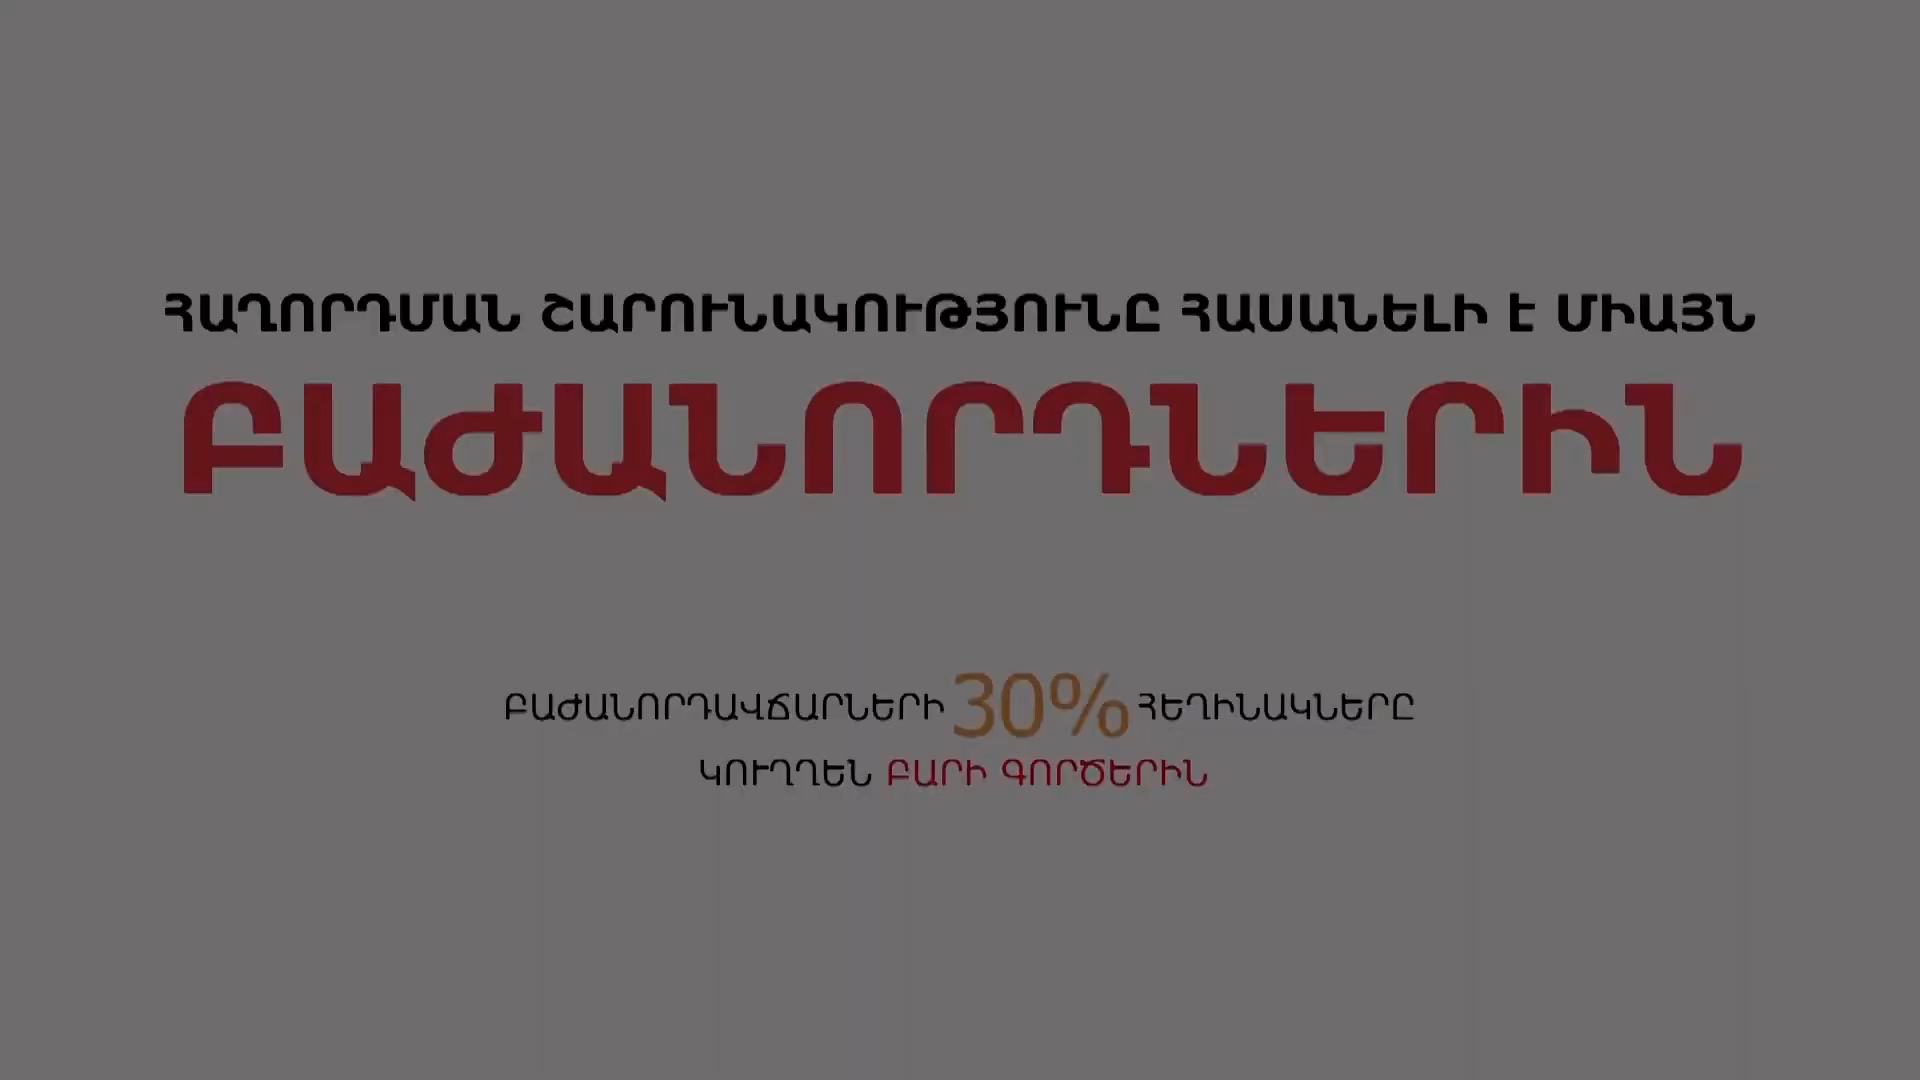 ՀԱՂՈՐԴՄԱՆ ՇԱՐՈՒՆԱԿՈՒԹՅՈՒՆԸ ՀԱՍԱՆԵԼԻ Է ՄԻԱՅՆ
ԲԱԺԱՆՈՐԴՆԵՐԻՆ
ԲԱԺԱՆՈՐԴԱՎՃԱՐՆԵՐԻ 30% ՀԵՂԻՆԱԿՆԵՐԸ
ԿՈՒՂՂԵՆ ԲԱՐԻ ԳՈՐԾԵՐԻՆ